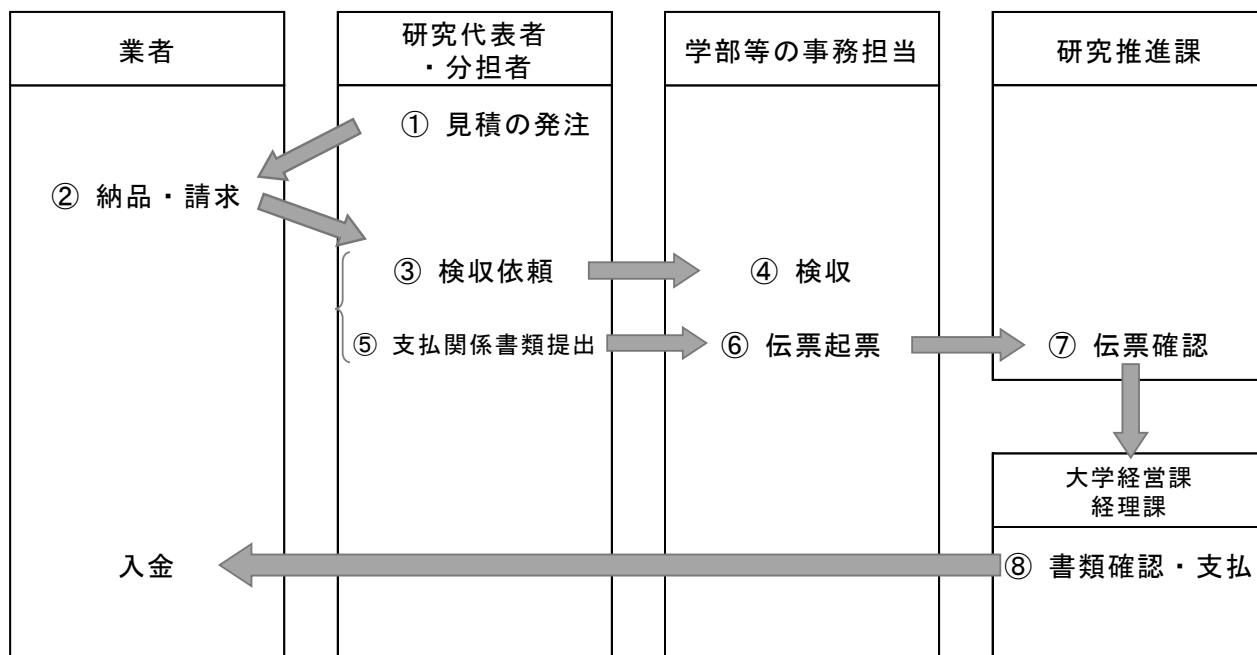 業者
研究代表者
・分担者
学部等の事務担当
研究推進課
① 見積の発注
② 納品・請求
③ 検収依頼
④ 検収
⑤ 支払関係書類提出
⑥ 伝票起票
⑦ 伝票確認
大学経営課
経理課
入金
⑧ 書類確認・支払